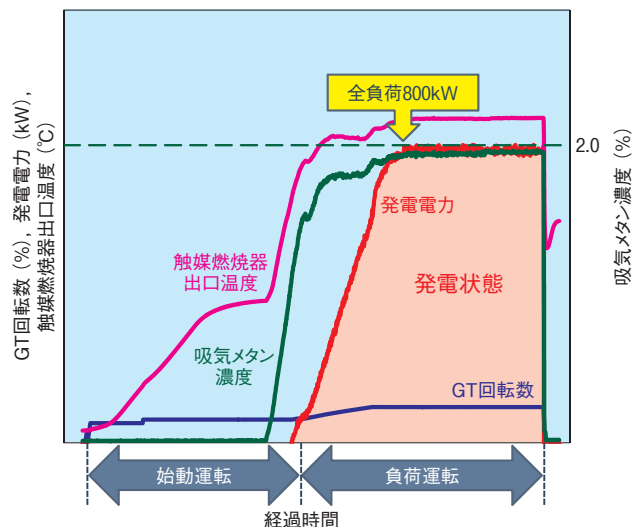 GT回転数（%），発電電力（kW），
触媒燃焼器出口温度（℃）
全負荷800kW
2.0
吸気メタン濃度（%）
発電電力
触媒燃焼器
出口温度
発電状態
吸気メタン
濃度
GT回転数
始動運転
負荷運転
経過時間